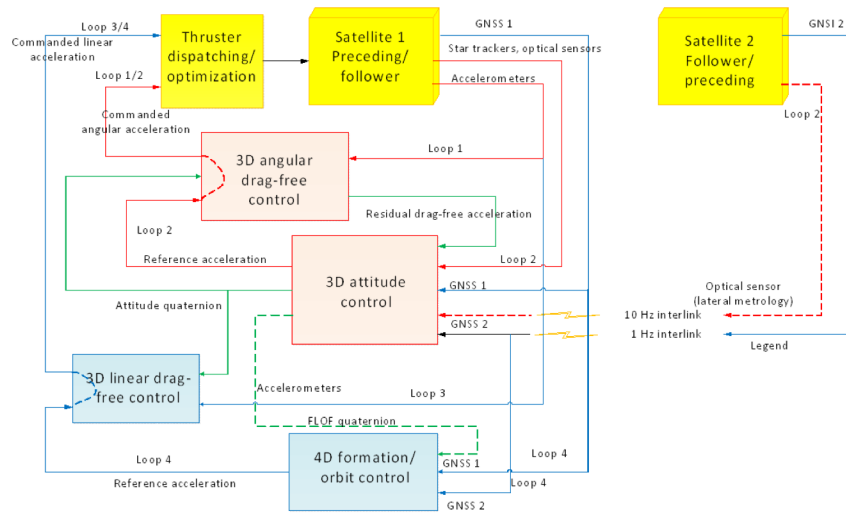 Loop 3/4
Commanded linear
acceleration
Thruster
dispatching/
optimization
Satellite 1
Preceding/
follower
GNSS 1
Star trackers, optical sensors
Accelerometers
Satellite 2
Follower/
preceding
GNSI 2
Loop 2
Loop 1/2
Commanded
angular acceleration
3D angular
drag-free
control
Loop 1
Residual drag-free acceleration
Loop 2
Reference acceleration
3D attitude
control
Loop 2
GNSS 1
GNSS 2
Optical sensor
(lateral metrology)
10 Hz interlink
1 Hz interlink
Legend
Attitude quaternion
3D linear drag-
free control
Accelerometers
Loop 3
FLOF quaternion
4D formation/
orbit control
GNSS 1
Loop 4
Loop 4
GNSS 2
Loop 4
Reference acceleration